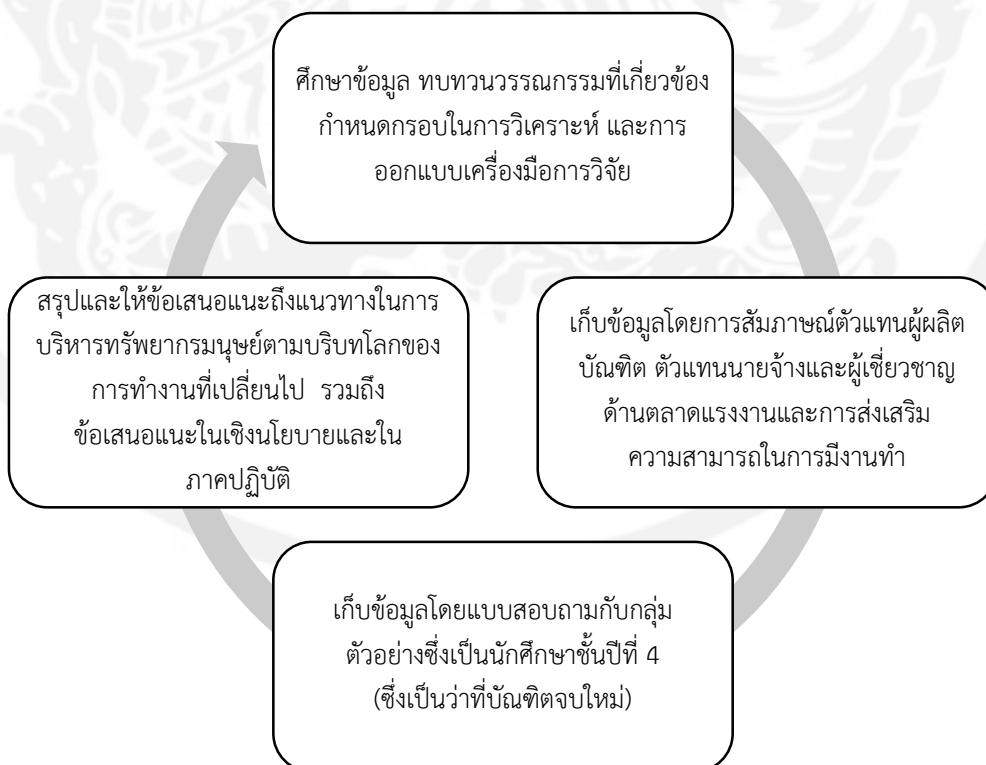 ศึกษาข้อมูล ทบทวนวรรณกรรมที่เกี่ยวข้อง
กำหนดกรอบในการวิเคราะห์ และการ
ออกแบบเครื่องมือการวิจัย
เก็บข้อมูลโดยการสัมภาษณ์ตัวแทนผู้ผลิต
บัณฑิต ตัวแทนนายจ้างและผู้เชี่ยวชาญ
ด้านตลาดแรงงานและการส่งเสริม
ความสามารถในการมีงานทำ
เก็บข้อมูลโดยแบบสอบถามกับกลุ่ม
ตัวอย่างซึ่งเป็นนักศึกษาชั้นปีที่ 4
(ซึ่งเป็นว่าที่บัณฑิตจบใหม่)
สรุปและให้ข้อเสนอแนะถึงแนวทางในการ
บริหารทรัพยากรมนุษย์ตามบริบทโลกของ
การทำงานที่เปลี่ยนไป รวมถึง
ข้อเสนอแนะในเชิงนโยบายและใน
ภาคปฏิบัติ